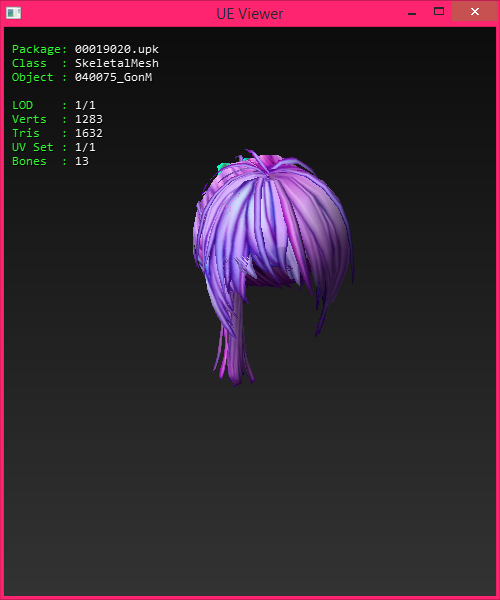 UE Viewer
Package: 00019020.upk
Class  : SkeletalMesh
Object : 040075_GonM
LOD    : 1/1
Verts  : 1283
Tris   : 1632
UV Set : 1/1
Bones  : 13